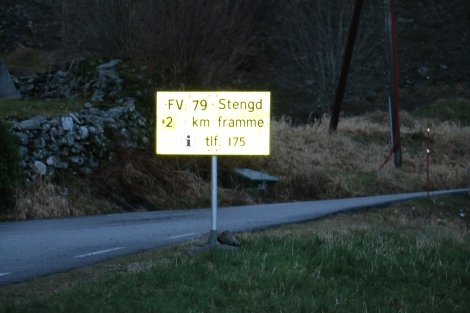 FV 79 Stengd
2 km framme
i tlf. 175